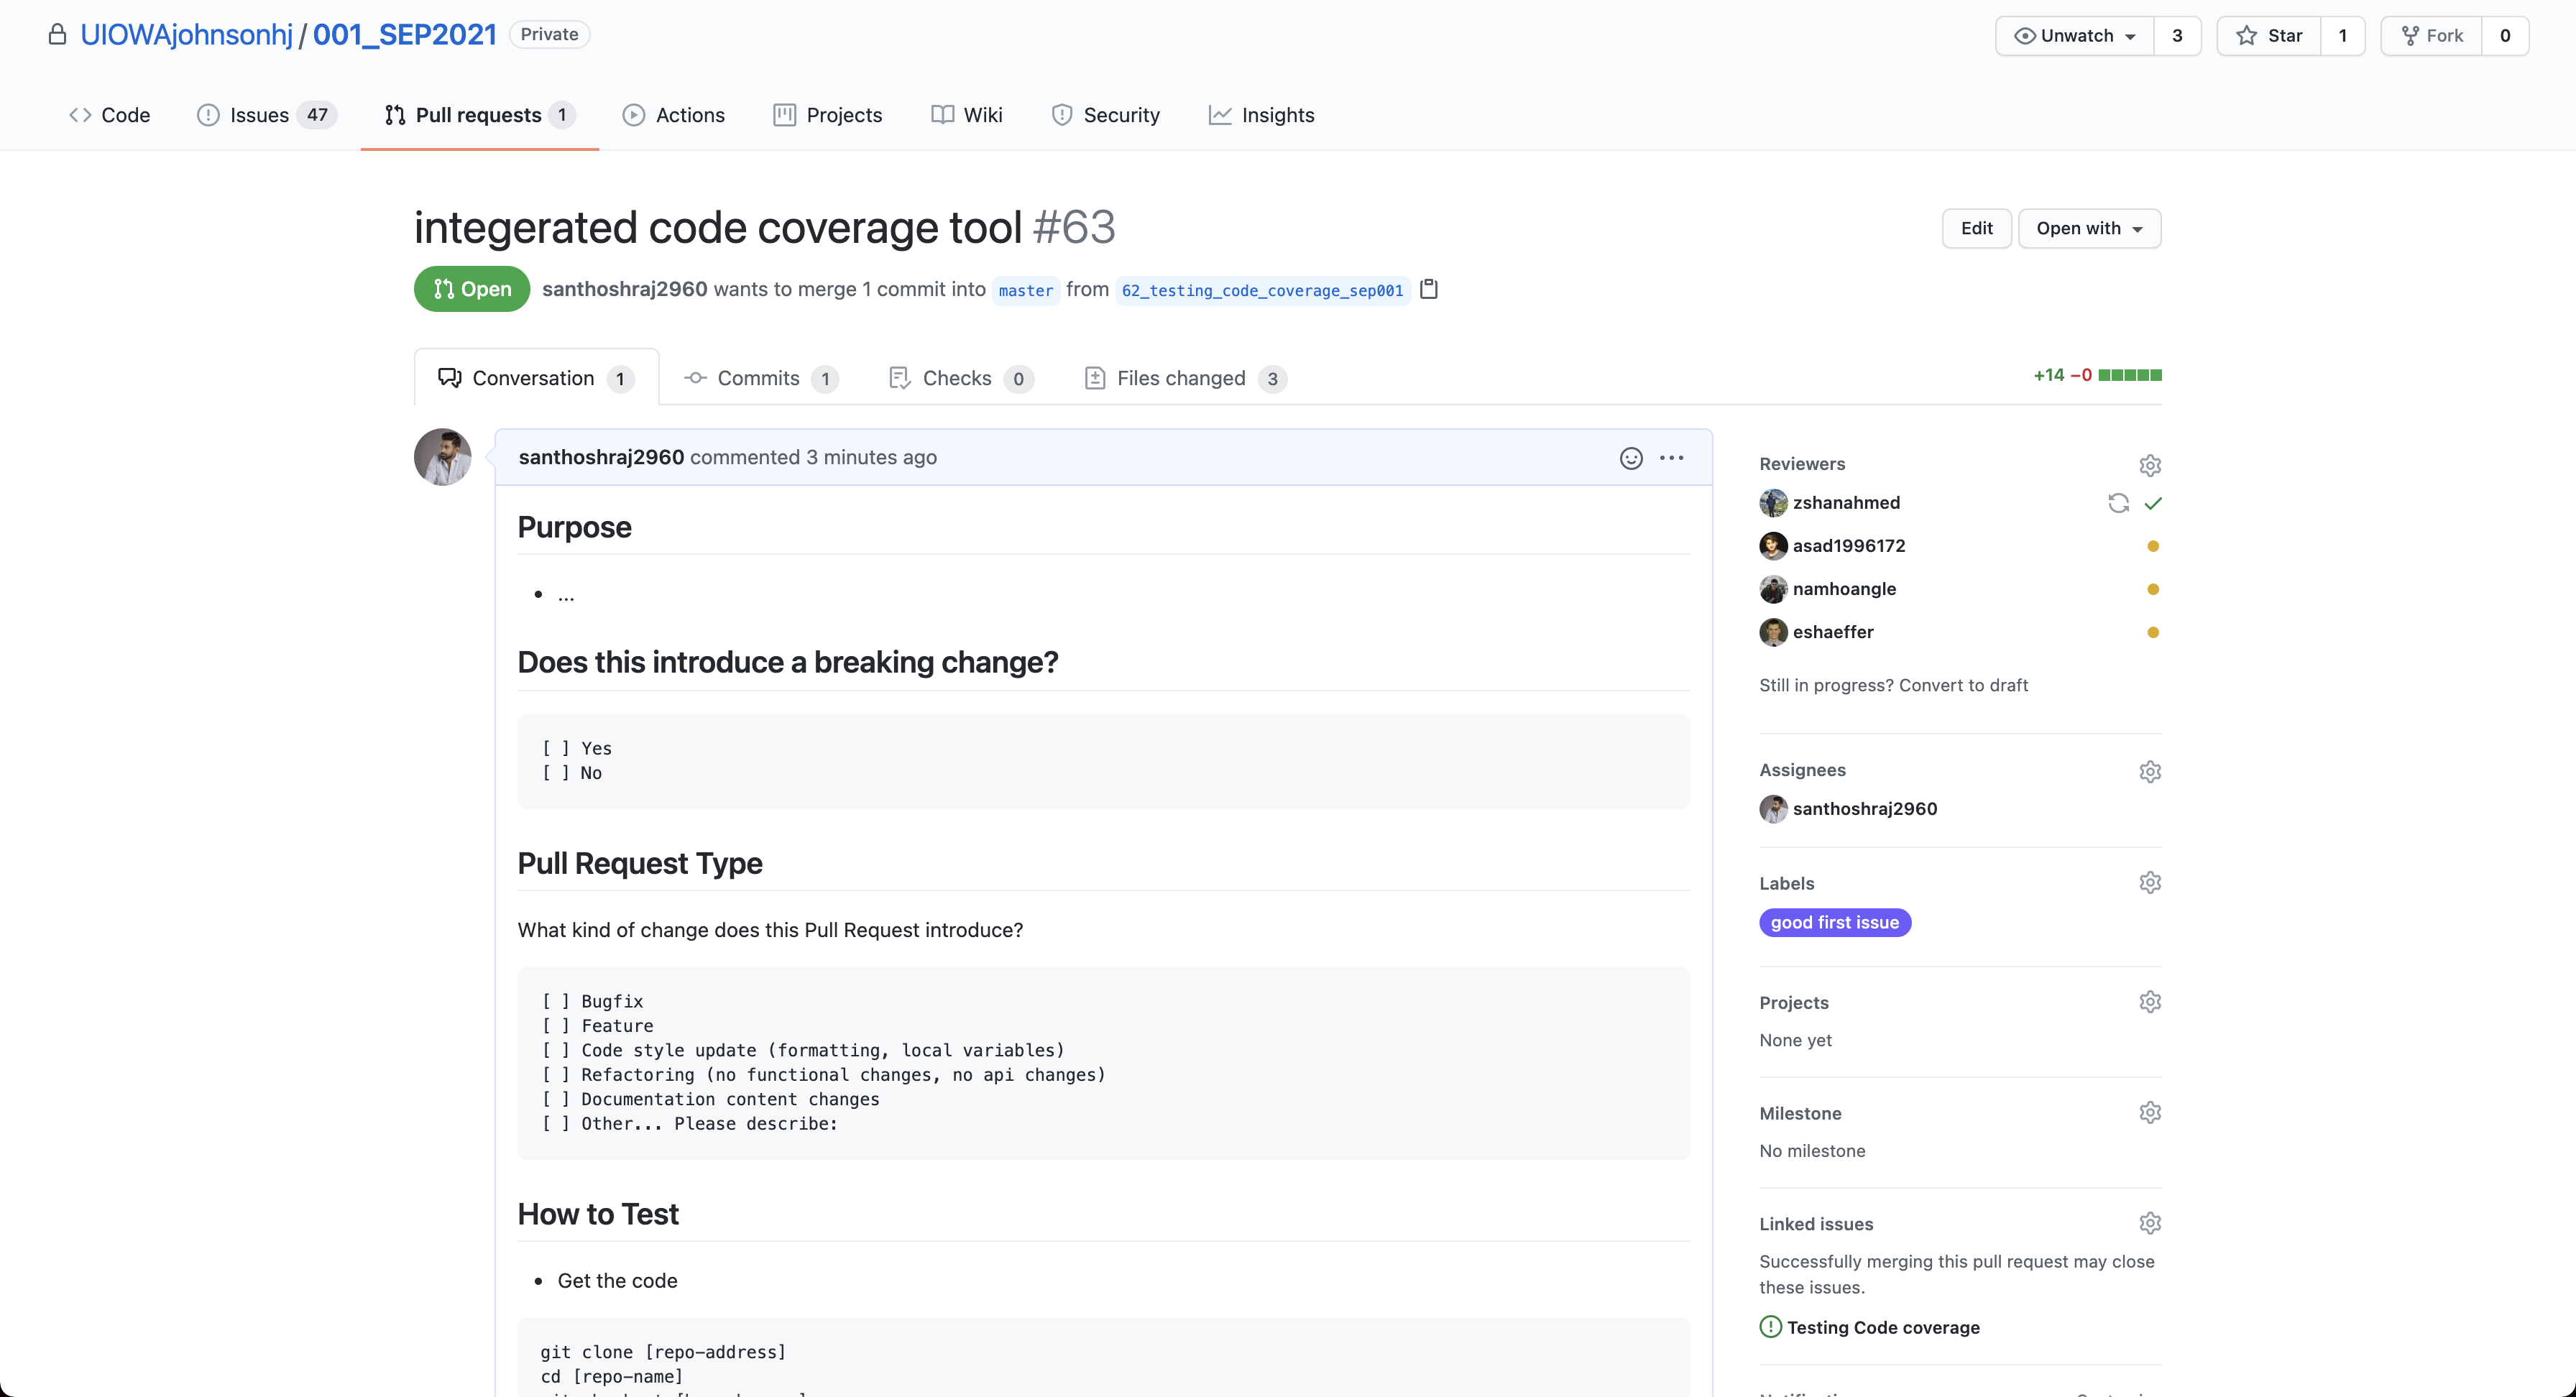 UIOWAjohnsonhj / 001_SEP2021 Private
Unwatch 3 Star 1 Fork 0
Code Issues 47 Pull requests 1 Actions Projects Wiki Security Insights
integerated code coverage tool #63
Edit Open with
Open santhoshraj2960 wants to merge 1 commit into master from 62_testing_code_coverage_sep001
Conversation 1 Commits 1 Checks 0 Files changed 3
+14 −0
santhoshraj2960 commented 3 minutes ago
Purpose
• ...
Does this introduce a breaking change?
[ ] Yes
[ ] No
Pull Request Type
What kind of change does this Pull Request introduce?
[ ] Bugfix
[ ] Feature
[ ] Code style update (formatting, local variables)
[ ] Refactoring (no functional changes, no api changes)
[ ] Documentation content changes
[ ] Other... Please describe:
How to Test
• Get the code
git clone [repo-address]
cd [repo-name]
Reviewers
zshanahmed
asad1996172
namhoangle
eshaeffer
Still in progress? Convert to draft
Assignees
santhoshraj2960
Labels
good first issue
Projects
None yet
Milestone
No milestone
Linked issues
Successfully merging this pull request may close
these issues.
Testing Code coverage